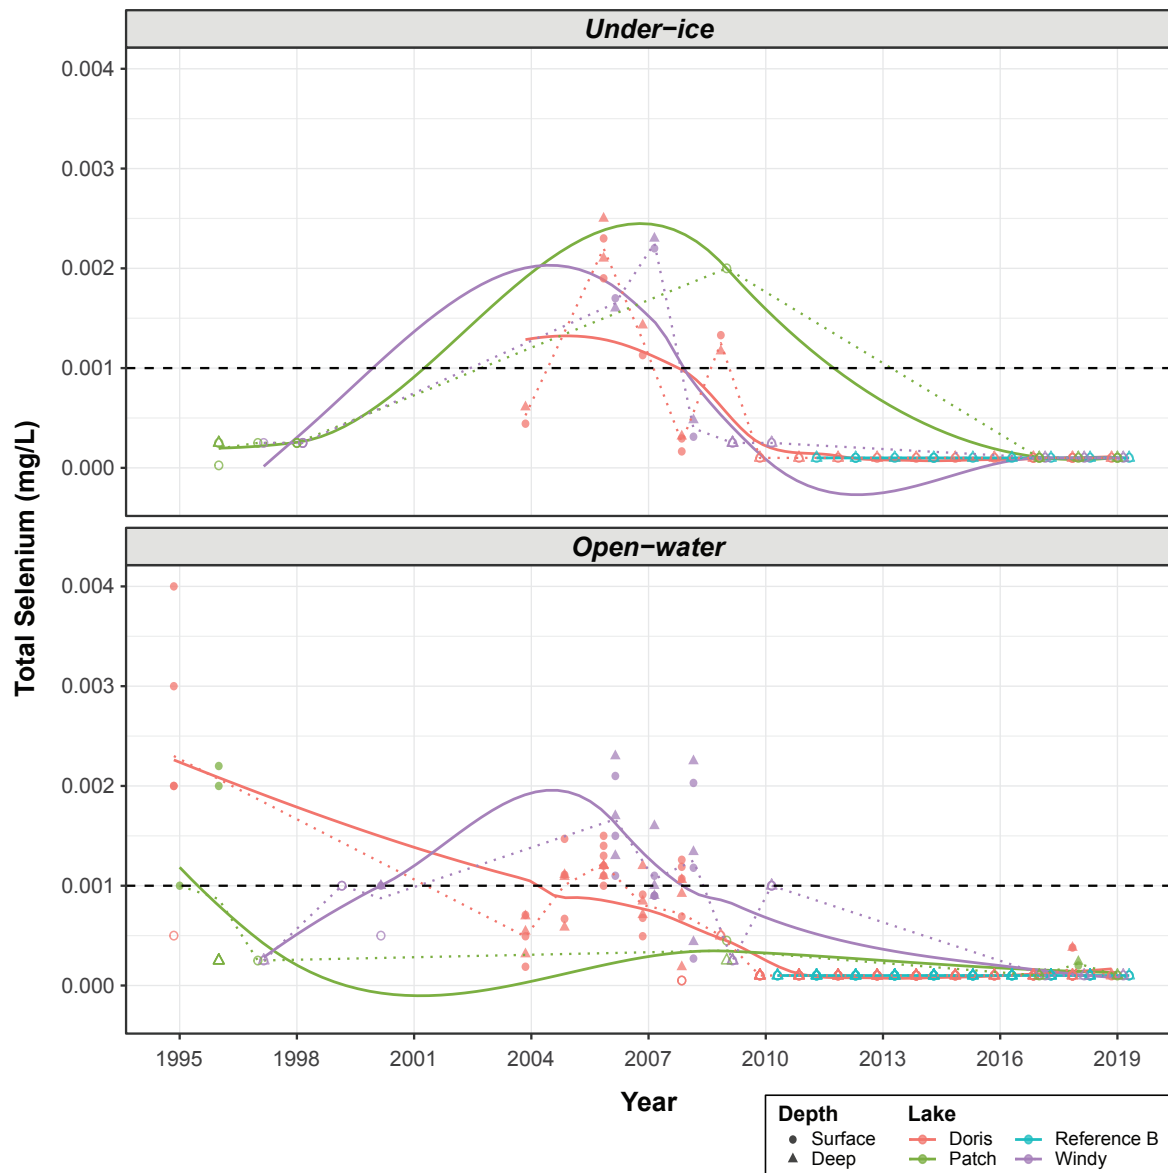 Under−ice
0.004
0.003
0.002
0.001
0.000
Open−water
0.004
0.003
0.002
0.001
0.000
Total Selenium (mg/L)
1995 1998 2001 2004 2007 2010 2013 2016 2019
Year
Depth Lake
Surface Doris Reference B
Deep Patch Windy